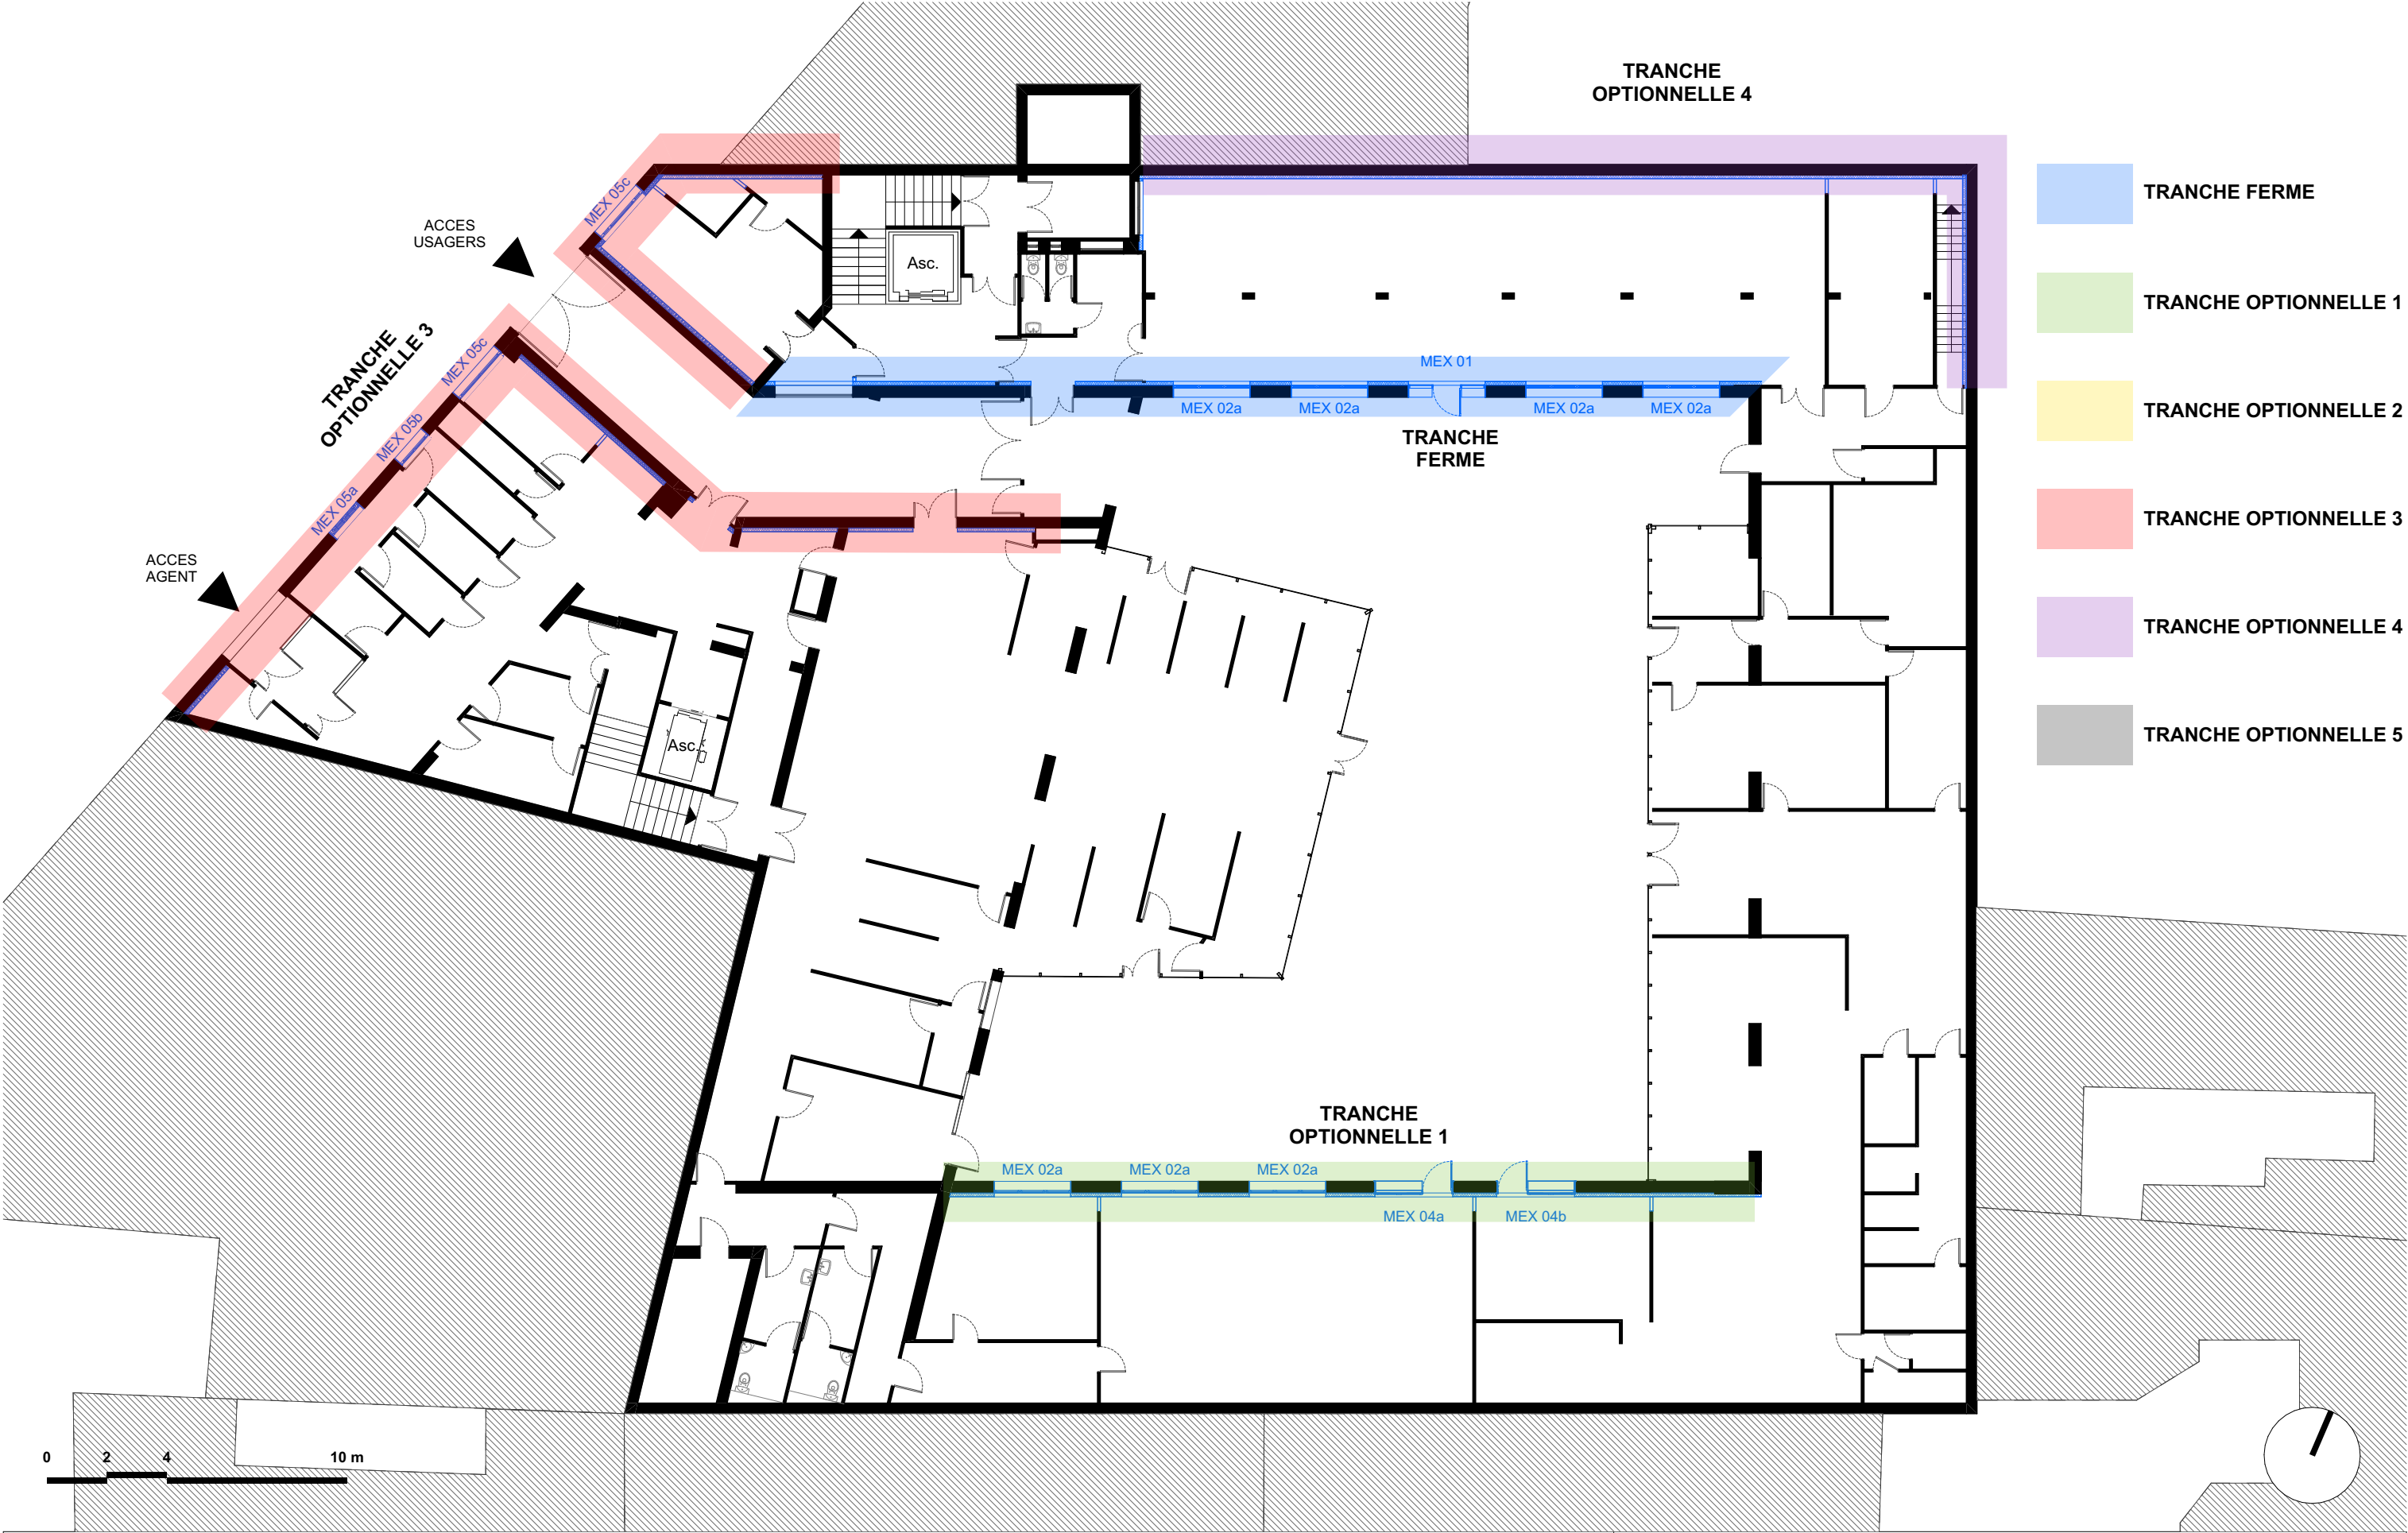 TRANCHE
OPTIONNELLE 4
TRANCHE FERME
TRANCHE OPTIONNELLE 1
TRANCHE OPTIONNELLE 2
TRANCHE OPTIONNELLE 3
TRANCHE OPTIONNELLE 4
TRANCHE OPTIONNELLE 5
MEX 05c
ACCES
USAGERS
Asc.
TRANCHE
OPTIONNELLE 3
MEX 05c
MEX 05b
MEX 05a
MEX 01
MEX 02a
MEX 02a
MEX 02a
MEX 02a
TRANCHE
FERME
ACCES
AGENT
Asc.
TRANCHE
OPTIONNELLE 1
MEX 02a
MEX 02a
MEX 02a
MEX 04a
MEX 04b
0 2 4 10 m